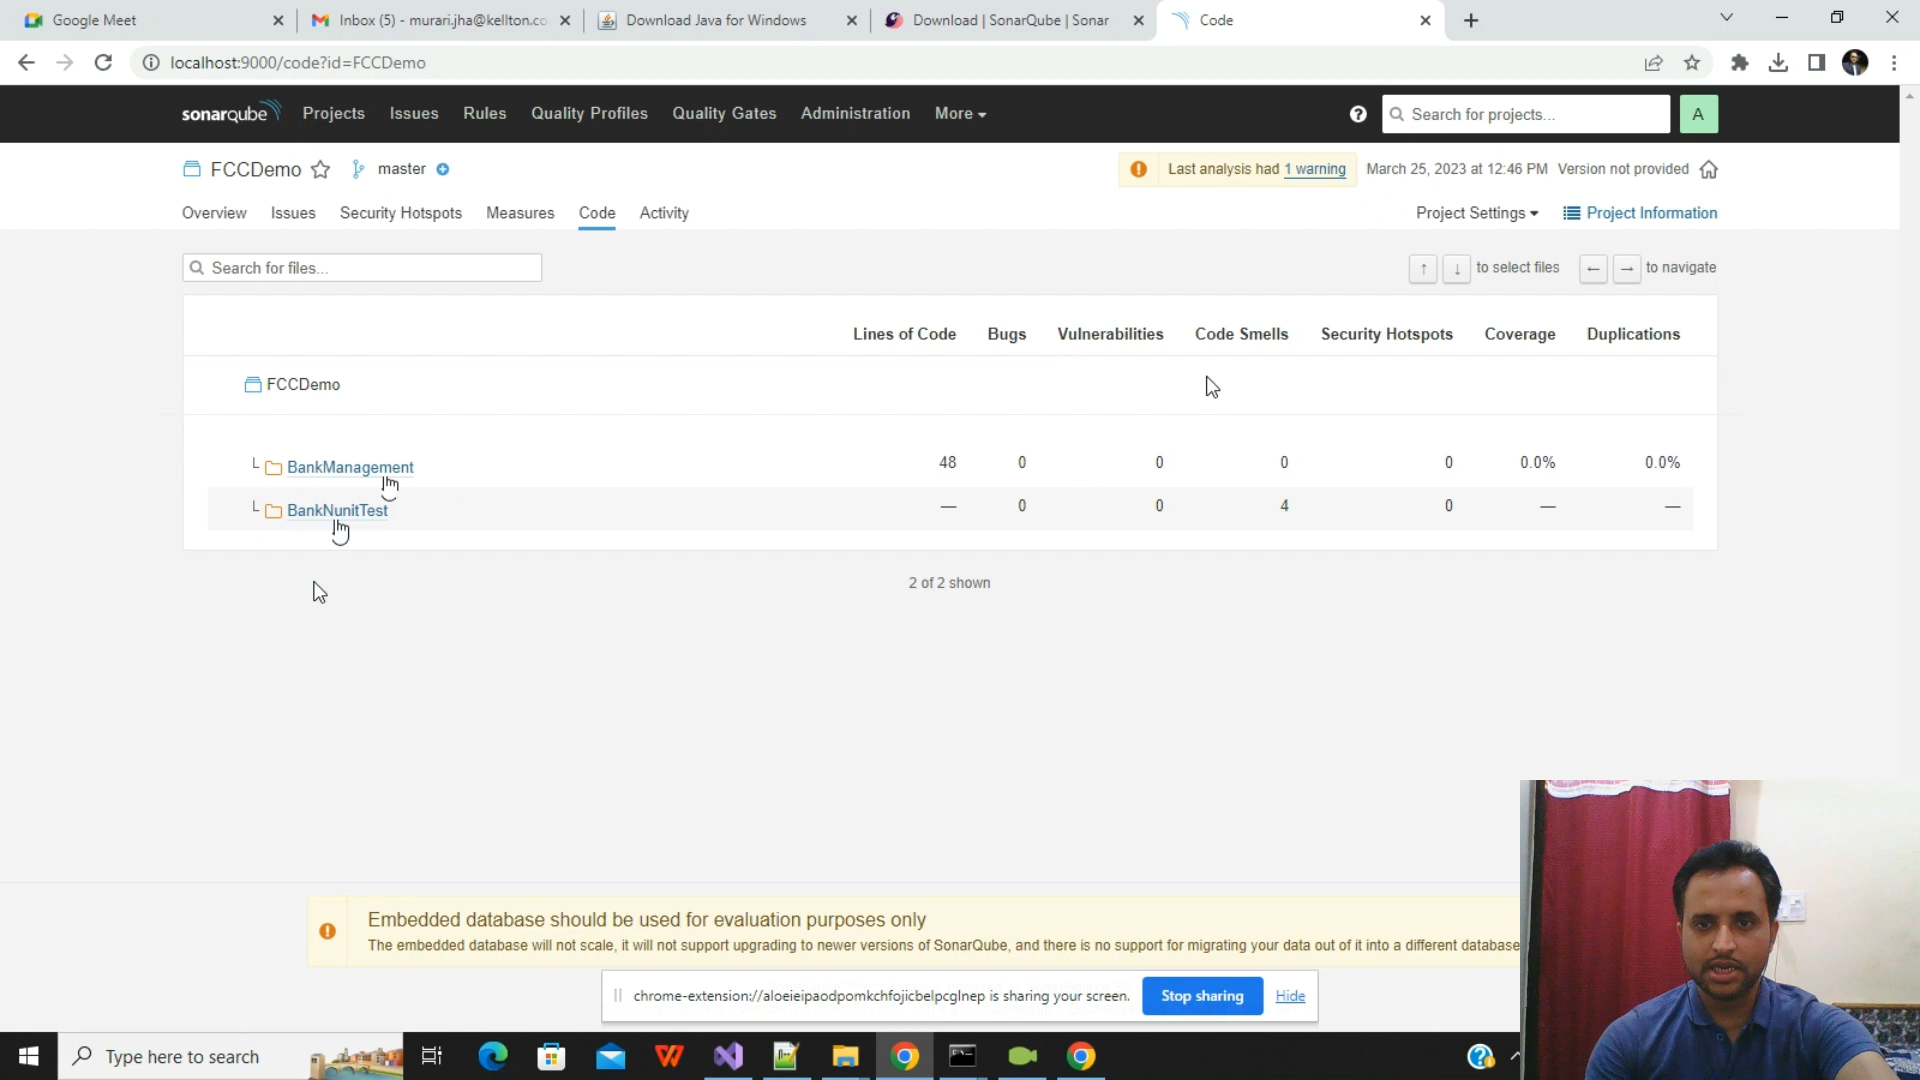 Google Meet
Inbox (5) - murari.jha@kellton.co
Download Java for Windows
Download | SonarQube | Sonar
Code
localhost:9000/code?id=FCCDemo
sonarqube Projects Issues Rules Quality Profiles Quality Gates Administration More
Search for projects...
A
FCCDemo master
Last analysis had 1 warning
March 25, 2023 at 12:46 PM Version not provided
Overview Issues Security Hotspots Measures Code Activity
Project Settings Project Information
Search for files...
↑ ↓ to select files ← → to navigate
Lines of Code Bugs Vulnerabilities Code Smells Security Hotspots Coverage Duplications
FCCDemo
BankManagement 48 0 0 0 0 0.0% 0.0%
BankNunitTest — 0 0 4 0 — —
2 of 2 shown
Embedded database should be used for evaluation purposes only
The embedded database will not scale, it will not support upgrading to newer versions of SonarQube, and there is no support for migrating your data out of it into a different database
chrome-extension://aloeieipaodpomkchfojicbelpcglnep is sharing your screen.
Stop sharing
Hide
Type here to search